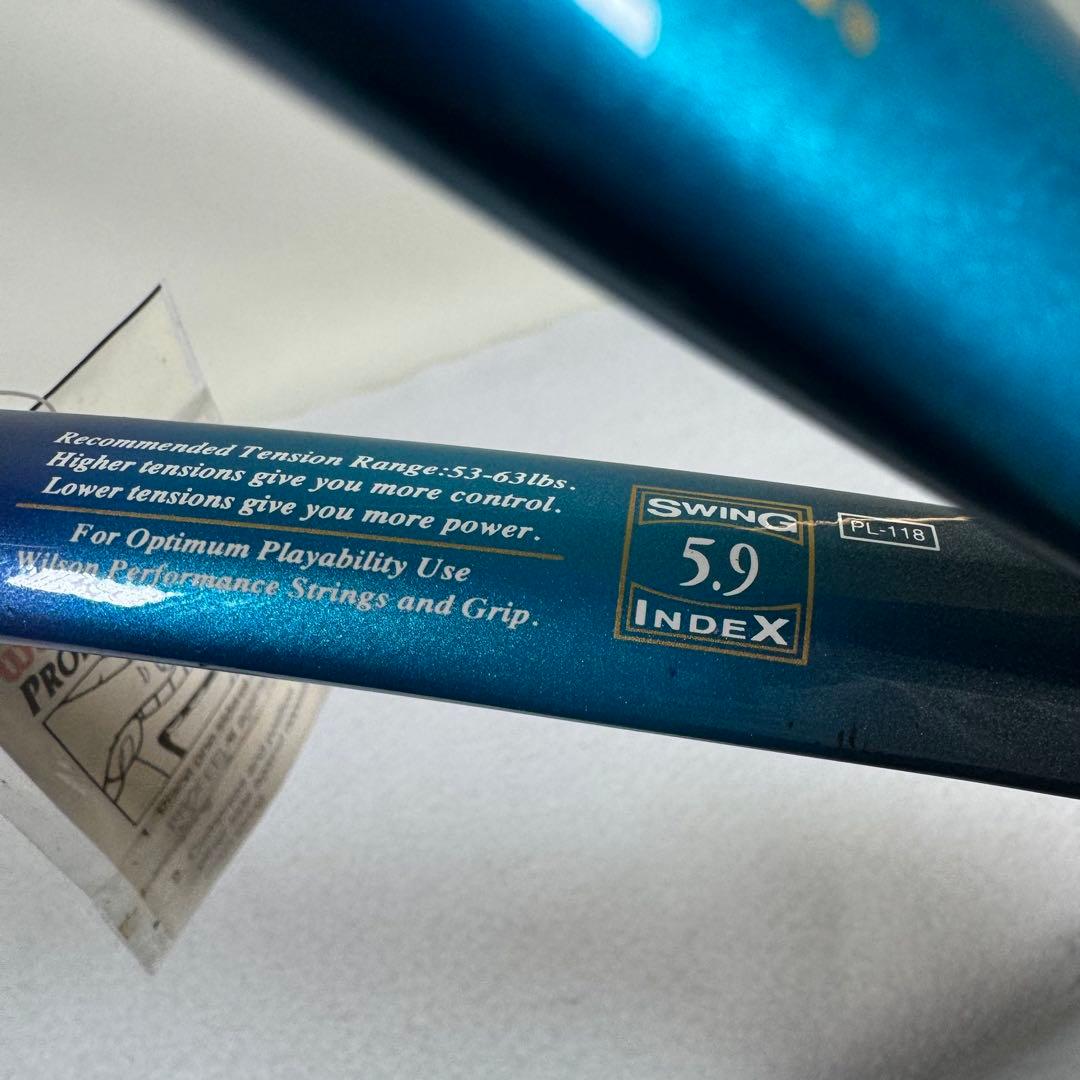 Recommended Tension Range:53-63lbs.
Higher tensions give you more control.
Lower tensions give you more power.
For Optimum Playability Use
Wilson Performance Strings and Grip.
SWING
5.9
INDEX
PL-118